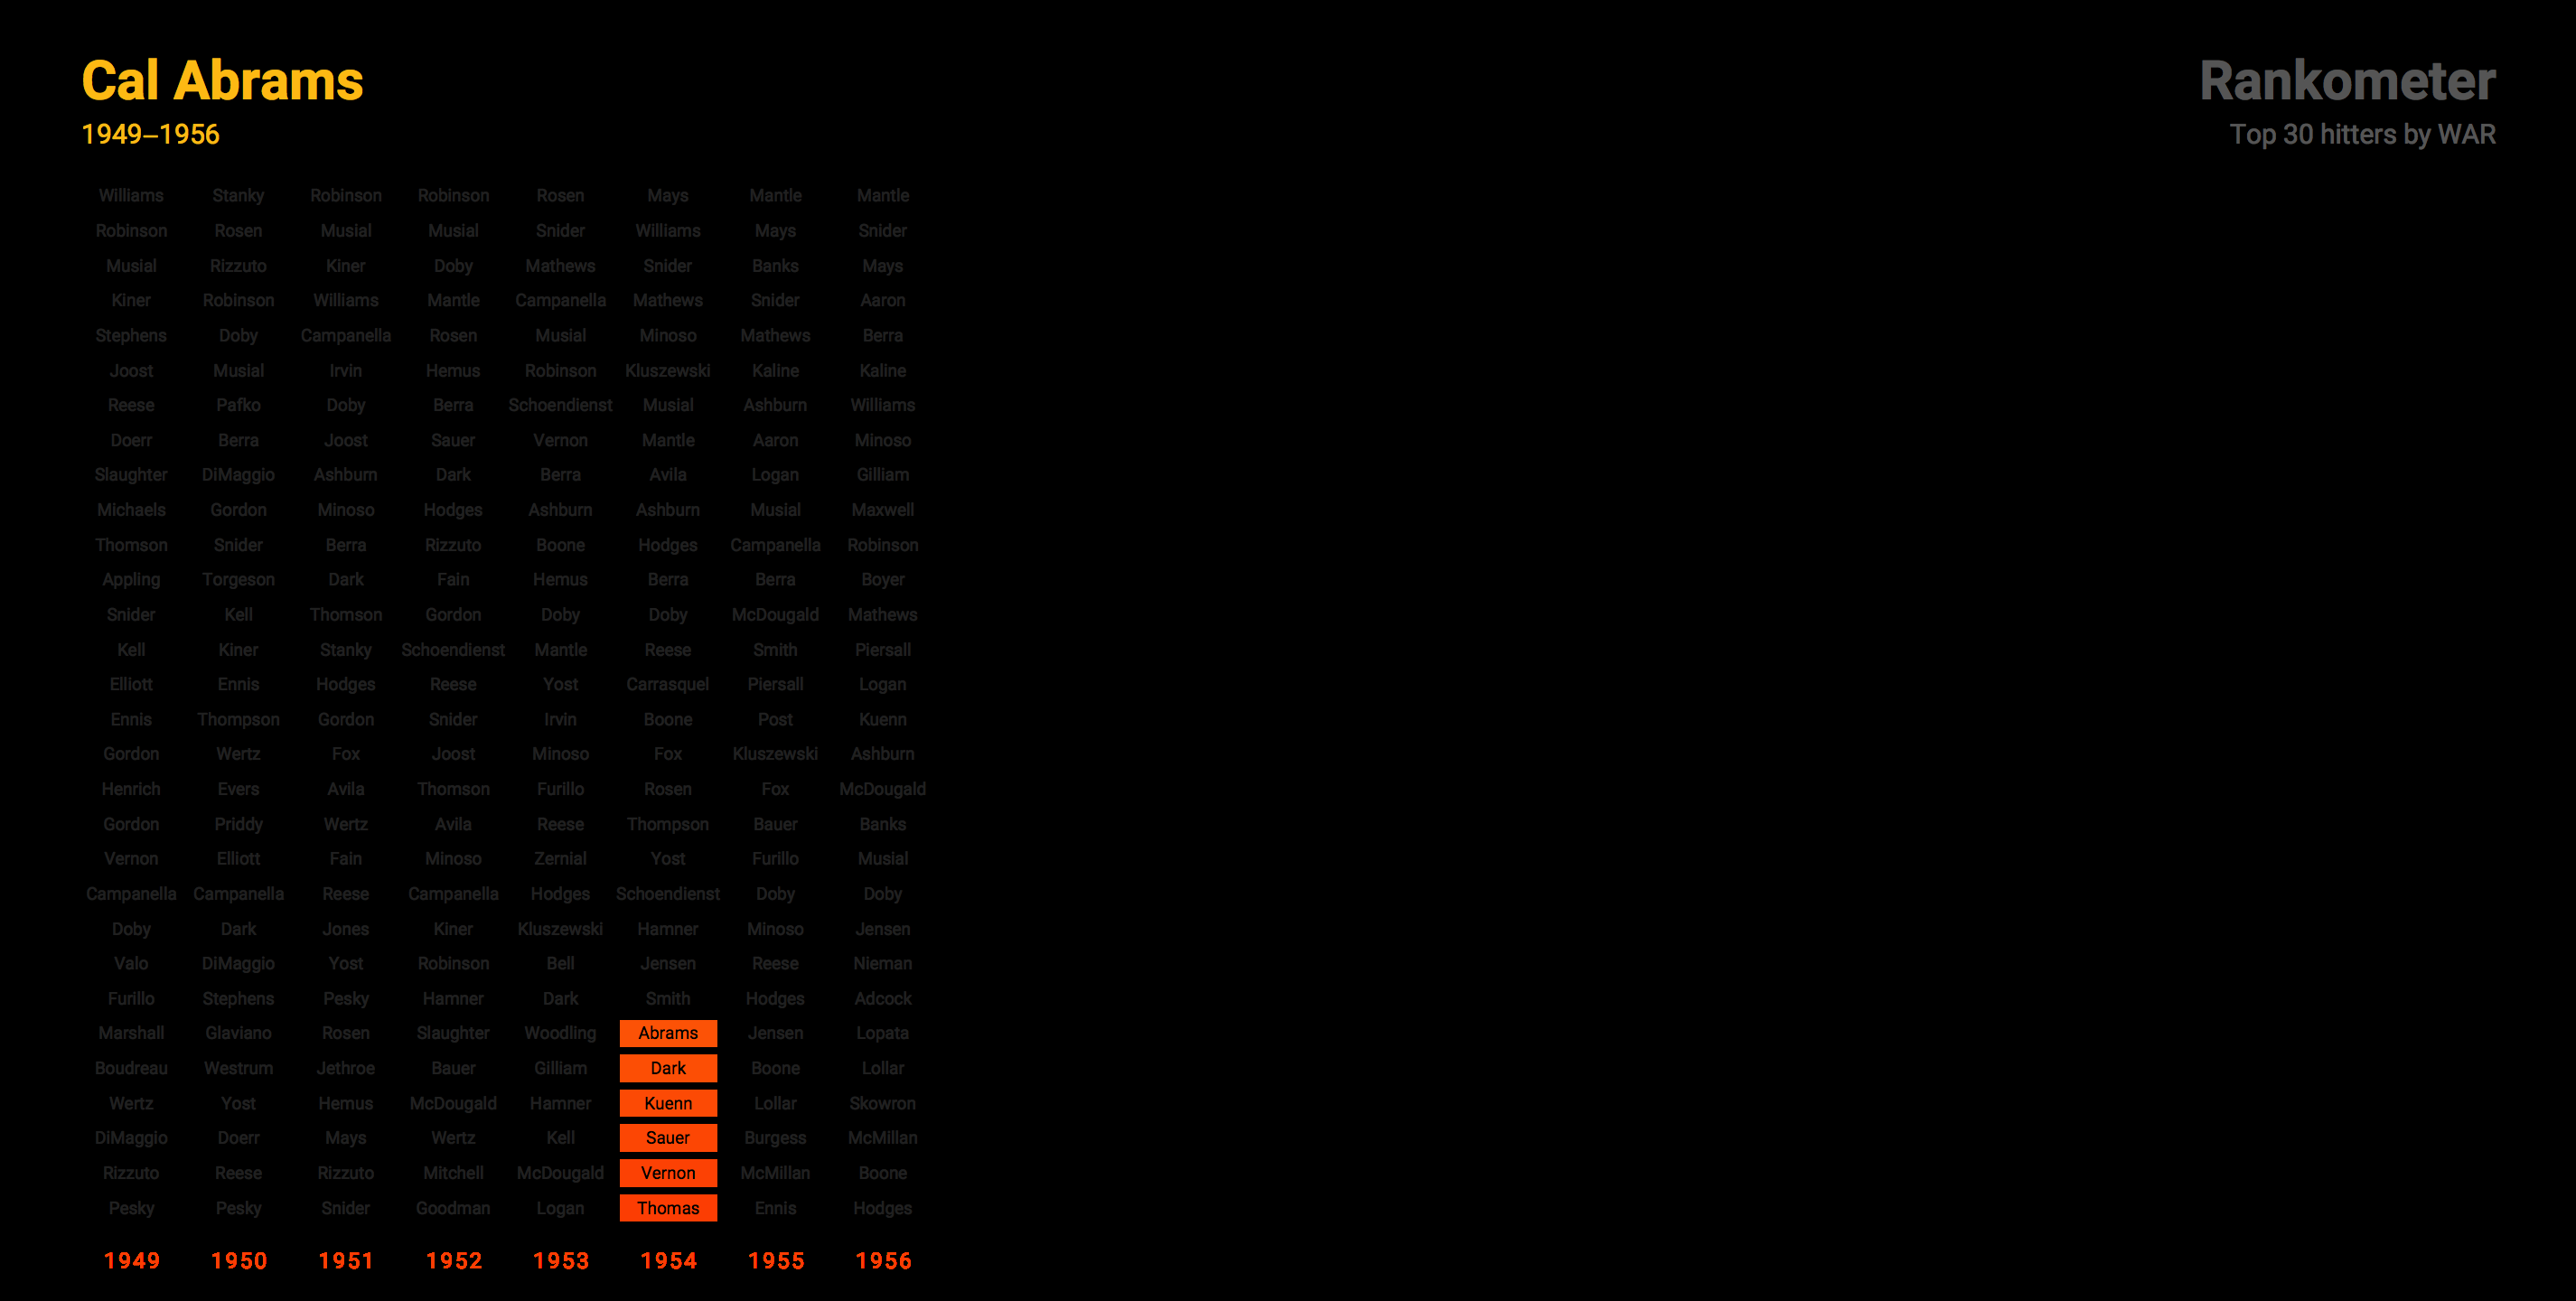 Cal Abrams Rankometer
1949–1956 Top 30 hitters by WAR
Williams Stanky Robinson Robinson Rosen Mays Mantle Mantle
Robinson Rosen Musial Musial Snider Williams Mays Snider
Musial Rizzuto Kiner Doby Mathews Snider Banks Mays
Kiner Robinson Williams Mantle Campanella Mathews Snider Aaron
Stephens Doby Campanella Rosen Musial Minoso Mathews Berra
Joost Musial Irvin Hemus Robinson Kluszewski Kaline Kaline
Reese Pafko Doby Berra Schoendienst Musial Ashburn Williams
Doerr Berra Joost Sauer Vernon Mantle Aaron Minoso
Slaughter DiMaggio Ashburn Dark Berra Avila Logan Gilliam
Michaels Gordon Minoso Hodges Ashburn Ashburn Musial Maxwell
Thomson Snider Berra Rizzuto Boone Hodges Campanella Robinson
Appling Torgeson Dark Fain Hemus Berra Berra Boyer
Snider Kell Thomson Gordon Doby Doby McDougald Mathews
Kell Kiner Stanky Schoendienst Mantle Reese Smith Piersall
Elliott Ennis Hodges Reese Yost Carrasquel Piersall Logan
Ennis Thompson Gordon Snider Irvin Boone Post Kuenn
Gordon Wertz Fox Joost Minoso Fox Kluszewski Ashburn
Henrich Evers Avila Thomson Furillo Rosen Fox McDougald
Gordon Priddy Wertz Avila Reese Thompson Bauer Banks
Vernon Elliott Fain Minoso Zernial Yost Furillo Musial
Campanella Campanella Reese Campanella Hodges Schoendienst Doby Doby
Doby Dark Jones Kiner Kluszewski Hamner Minoso Jensen
Valo DiMaggio Yost Robinson Bell Jensen Reese Nieman
Furillo Stephens Pesky Hamner Dark Smith Hodges Adcock
Marshall Glaviano Rosen Slaughter Woodling Abrams Jensen Lopata
Boudreau Westrum Jethroe Bauer Gilliam Dark Boone Lollar
Wertz Yost Hemus McDougald Hamner Kuenn Lollar Skowron
DiMaggio Doerr Mays Wertz Kell Sauer Burgess McMillan
Rizzuto Reese Rizzuto Mitchell McDougald Vernon McMillan Boone
Pesky Pesky Snider Goodman Logan Thomas Ennis Hodges
1949 1950 1951 1952 1953 1954 1955 1956